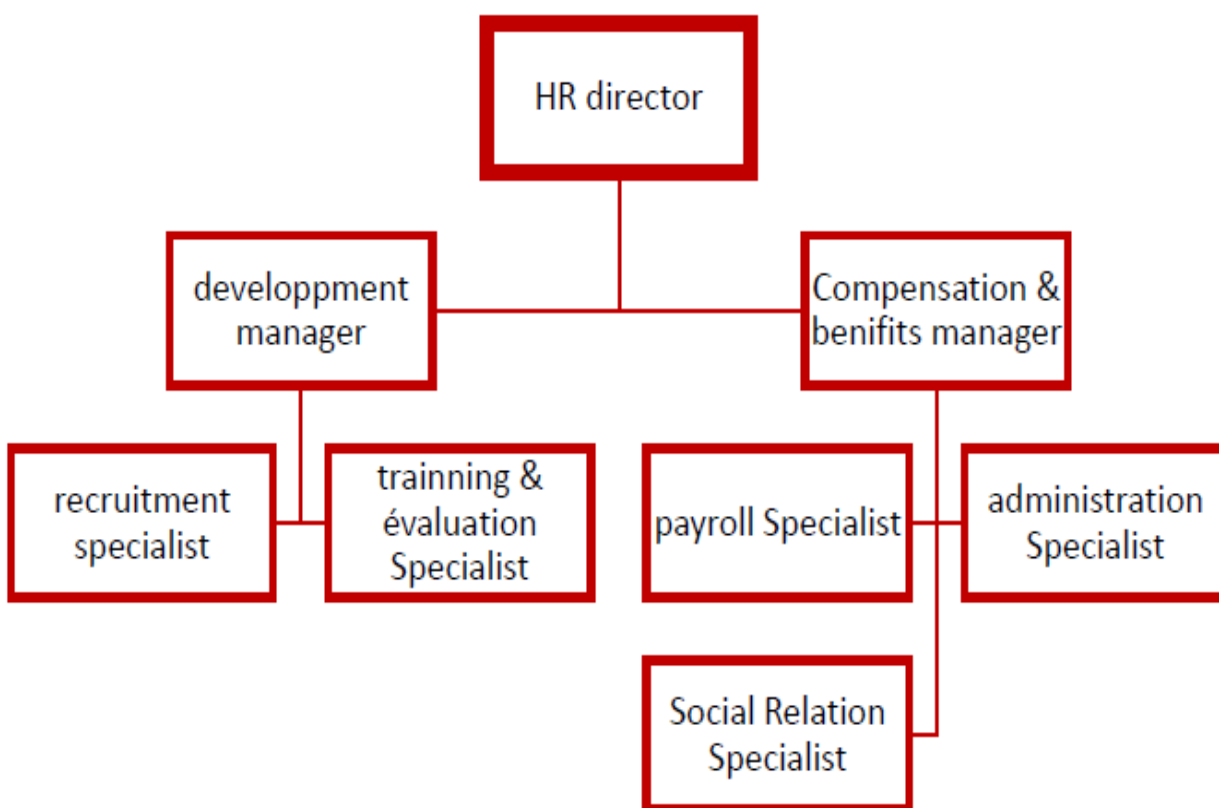 HR director
developpment
manager
Compensation &
benifits manager
recruitment
specialist
trainning &
évaluation
Specialist
payroll Specialist
administration
Specialist
Social Relation
Specialist